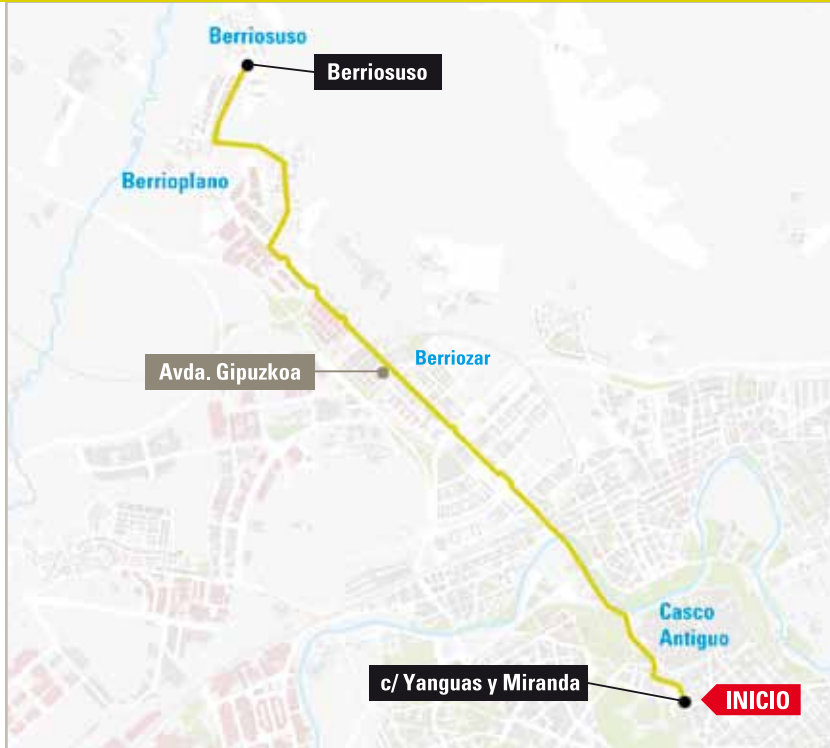 Berriosuso
Berriosuso
Berrioplano
Berriozar
Avda. Gipuzkoa
Casco
Antiguo
c/ Yanguas y Miranda
INICIO